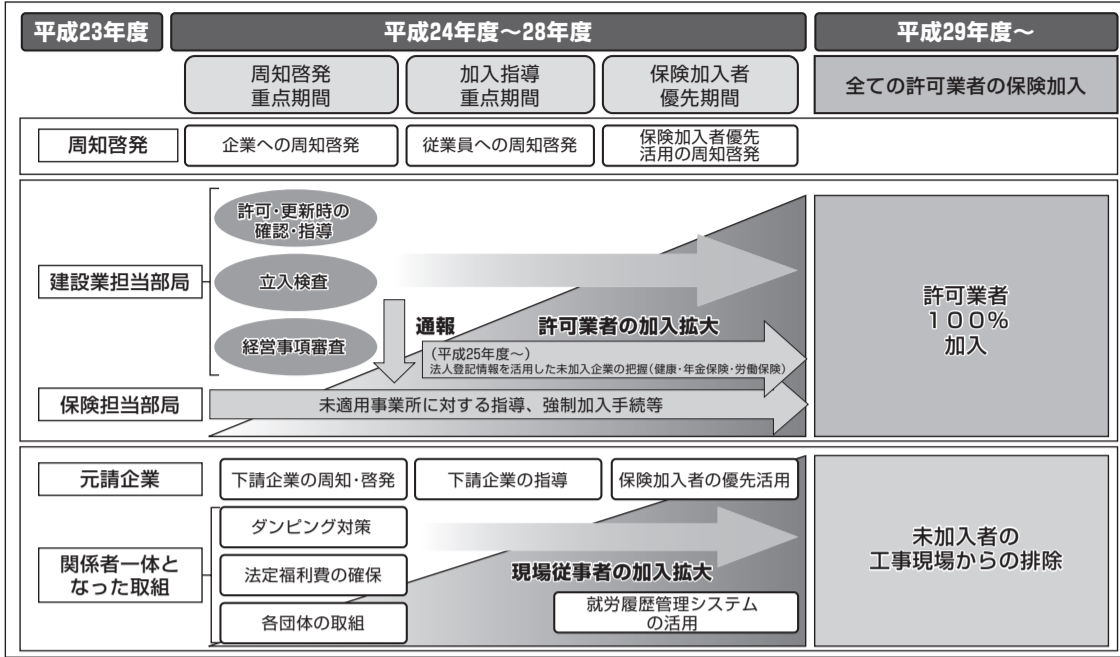 平成23年度
平成24年度～28年度
平成29年度～
周知啓発
重点期間
加入指導
重点期間
保険加入者
優先期間
全ての許可業者の保険加入
周知啓発
企業への周知啓発
従業員への周知啓発
保険加入者優先
活用の周知啓発
建設業担当部局
許可・更新時の
確認・指導
立入検査
経営事項審査
通報
許可業者の加入拡大
（平成25年度～）
法人登記情報を活用した未加入企業の把握（健康・年金保険・労働保険）
保険担当部局
未適用事業所に対する指導、強制加入手続等
許可業者
１００％
加入
元請企業
下請企業の周知・啓発
下請企業の指導
保険加入者の優先活用
関係者一体と
なった取組
ダンピング対策
法定福利費の確保
各団体の取組
現場従事者の加入拡大
就労履歴管理システム
の活用
未加入者の
工事現場からの排除